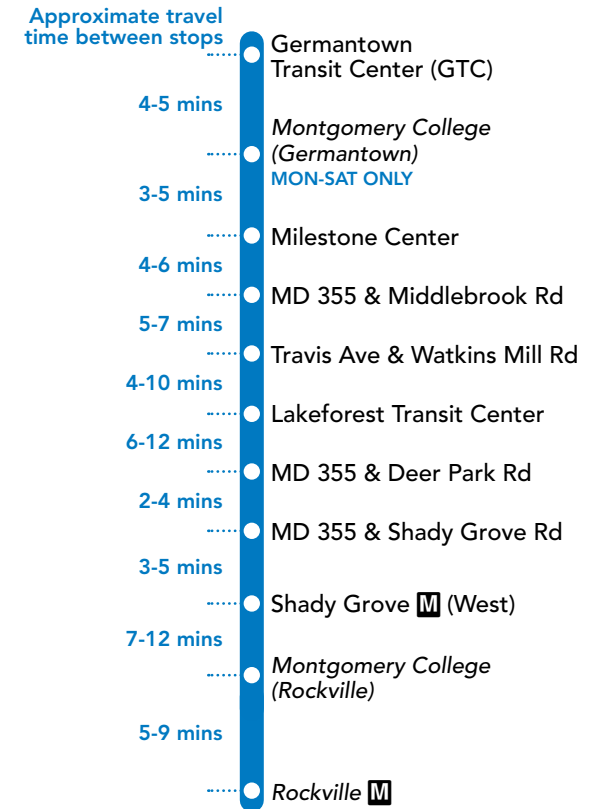 Approximate travel
time between stops
Germantown
Transit Center (GTC)
4-5 mins
Montgomery College
(Germantown)
MON-SAT ONLY
3-5 mins
Milestone Center
4-6 mins
MD 355 & Middlebrook Rd
5-7 mins
Travis Ave & Watkins Mill Rd
4-10 mins
Lakeforest Transit Center
6-12 mins
MD 355 & Deer Park Rd
2-4 mins
MD 355 & Shady Grove Rd
3-5 mins
Shady Grove M (West)
7-12 mins
Montgomery College
(Rockville)
5-9 mins
Rockville M